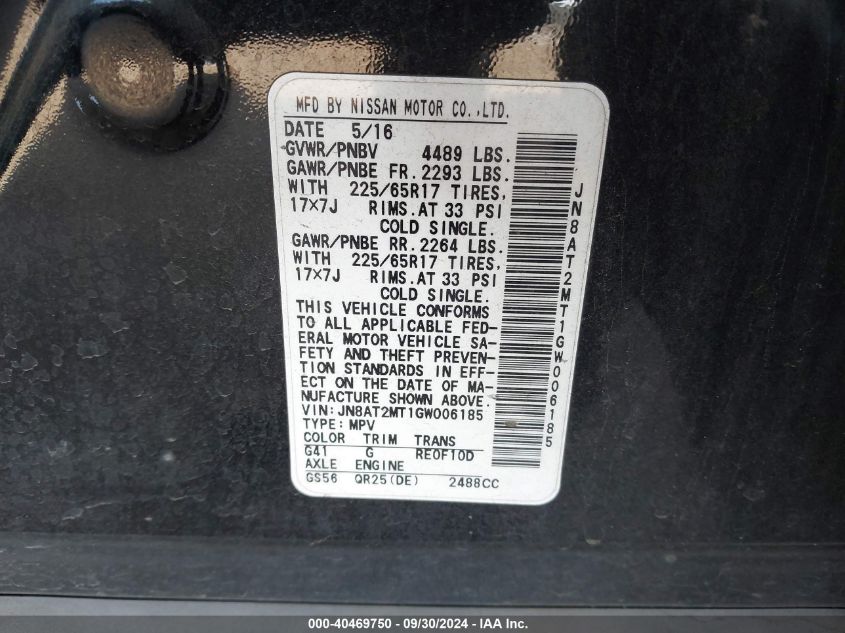 MFD BY NISSAN MOTOR CO.,LTD.
DATE 5/16
GVWR/PNBV 4489 LBS.
GAWR/PNBE FR. 2293 LBS.
WITH 225/65R17 TIRES,
17×7J RIMS.AT 33 PSI
COLD SINGLE.
GAWR/PNBE RR. 2264 LBS.
WITH 225/65R17 TIRES,
17×7J RIMS.AT 33 PSI
COLD SINGLE.
THIS VEHICLE CONFORMS
TO ALL APPLICABLE FED-
ERAL MOTOR VEHICLE SA-
FETY AND THEFT PREVEN-
TION STANDARDS IN EFF-
ECT ON THE DATE OF MA-
NUFACTURE SHOWN ABOVE.
VIN: JN8AT2MT1GW006185
TYPE: MPV
COLOR TRIM TRANS
G41 G RE0F10D
AXLE ENGINE
GS56 QR25(DE) 2488CC
JN8AT2MT1GW006185
000-40469750 - 09/30/2024 - IAA Inc.